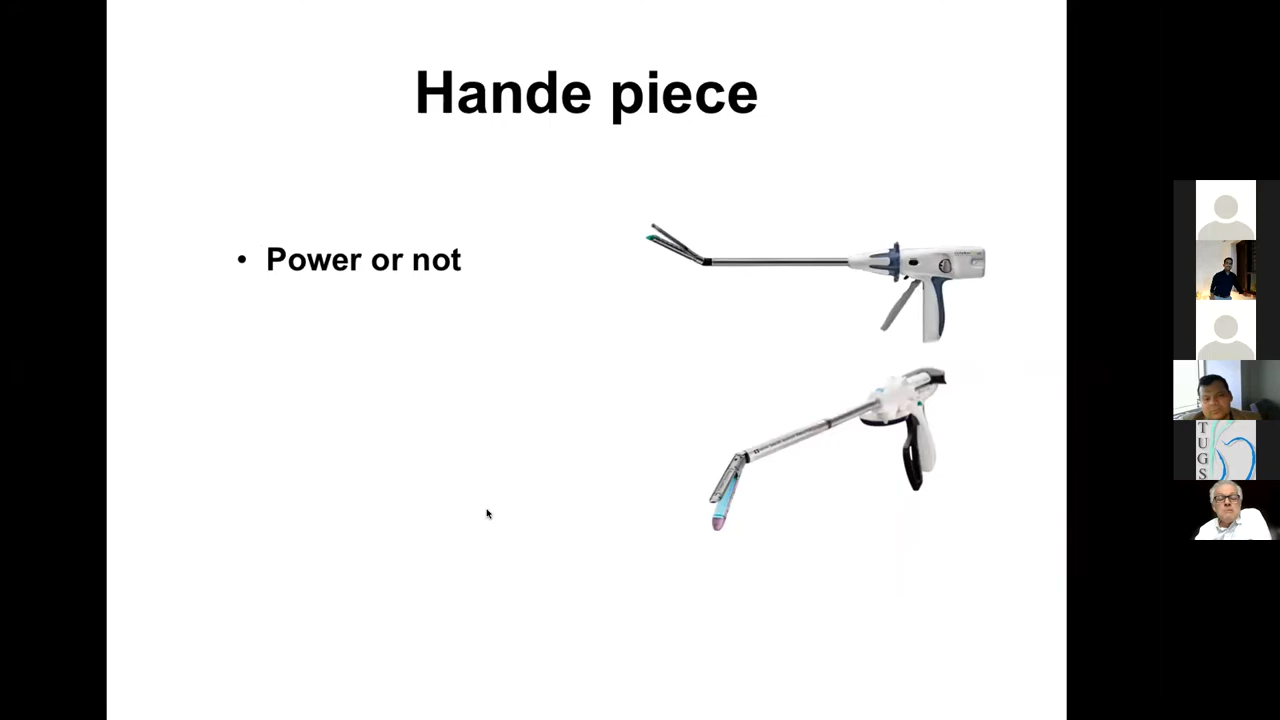 Hande piece
• Power or not
T
U
G
S